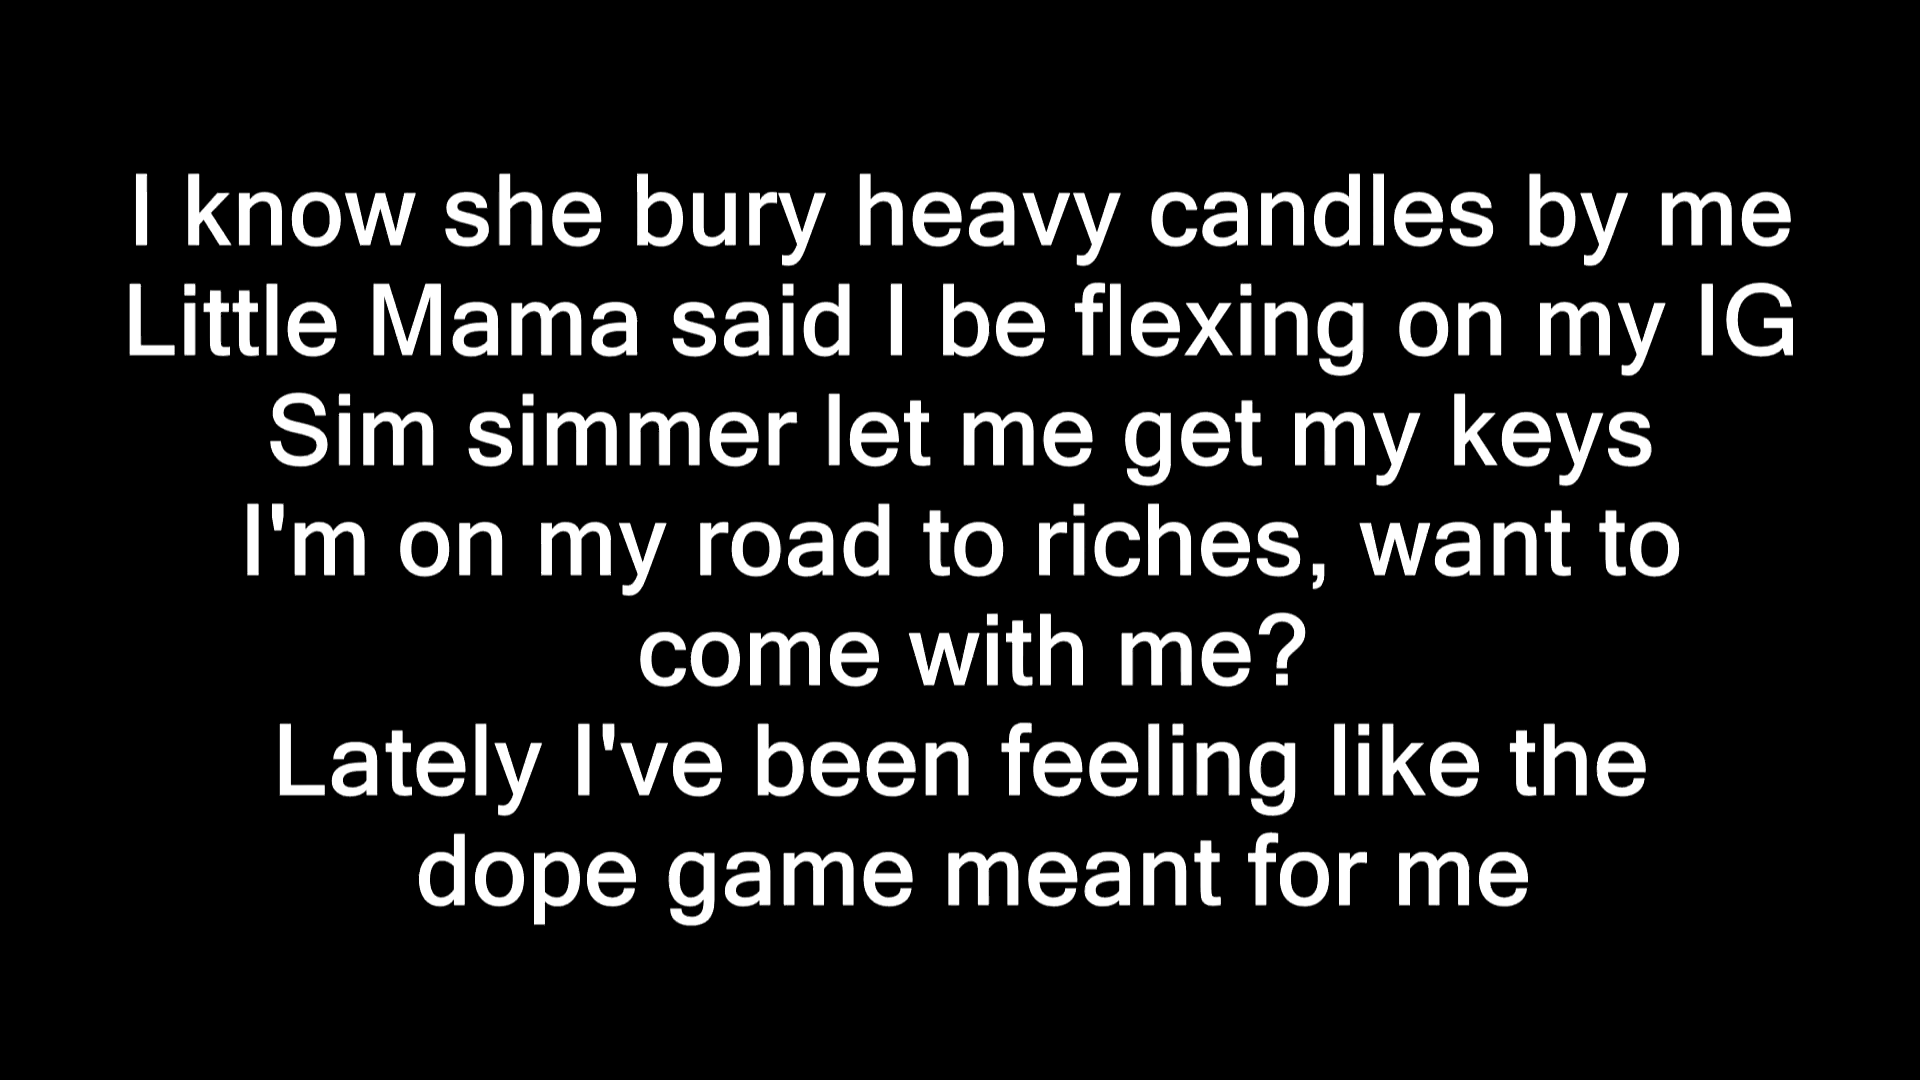 I know she bury heavy candles by me
Little Mama said I be flexing on my IG
Sim simmer let me get my keys
I'm on my road to riches, want to
come with me?
Lately I've been feeling like the
dope game meant for me